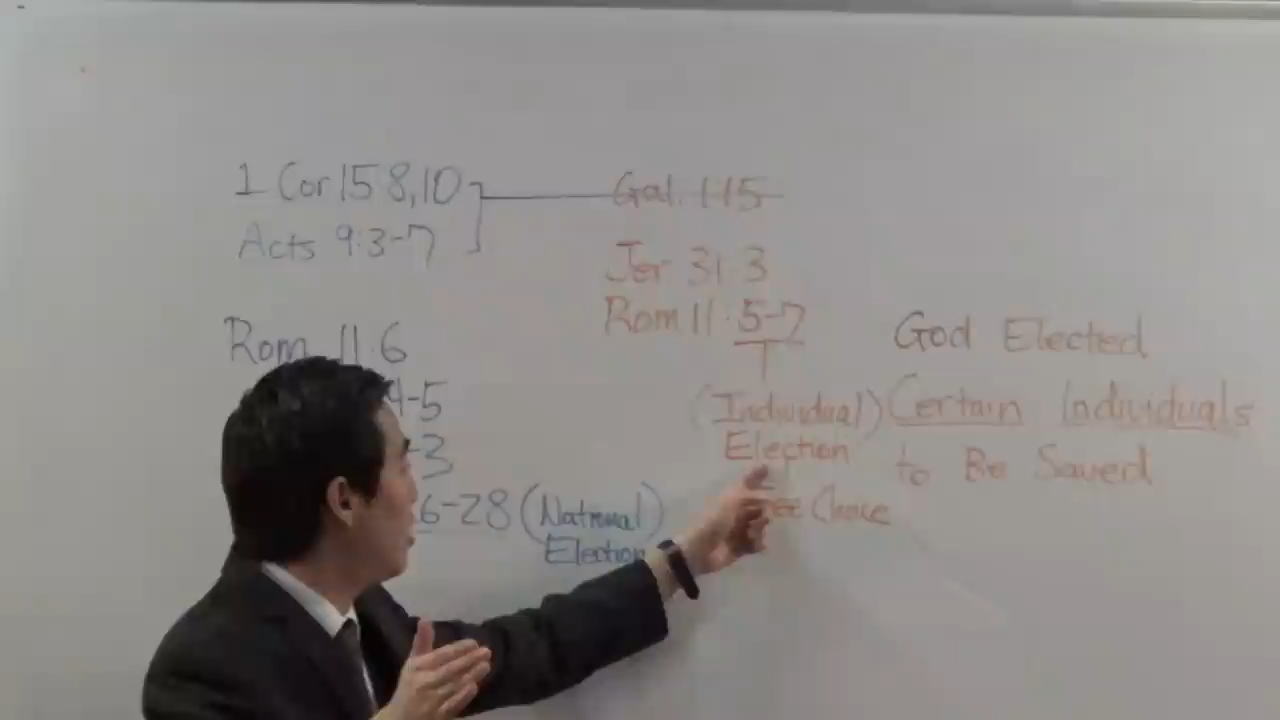 1 Cor 15 8,10
Acts 9:3-7
Gal. 1 15
Jer 31 3
Rom 11. 5-7
Rom 11.6
4-5
-3
6-28 (National)
Election
(Individual)
Election
Choice
God Elected
Certain Individuals
to Be Saved